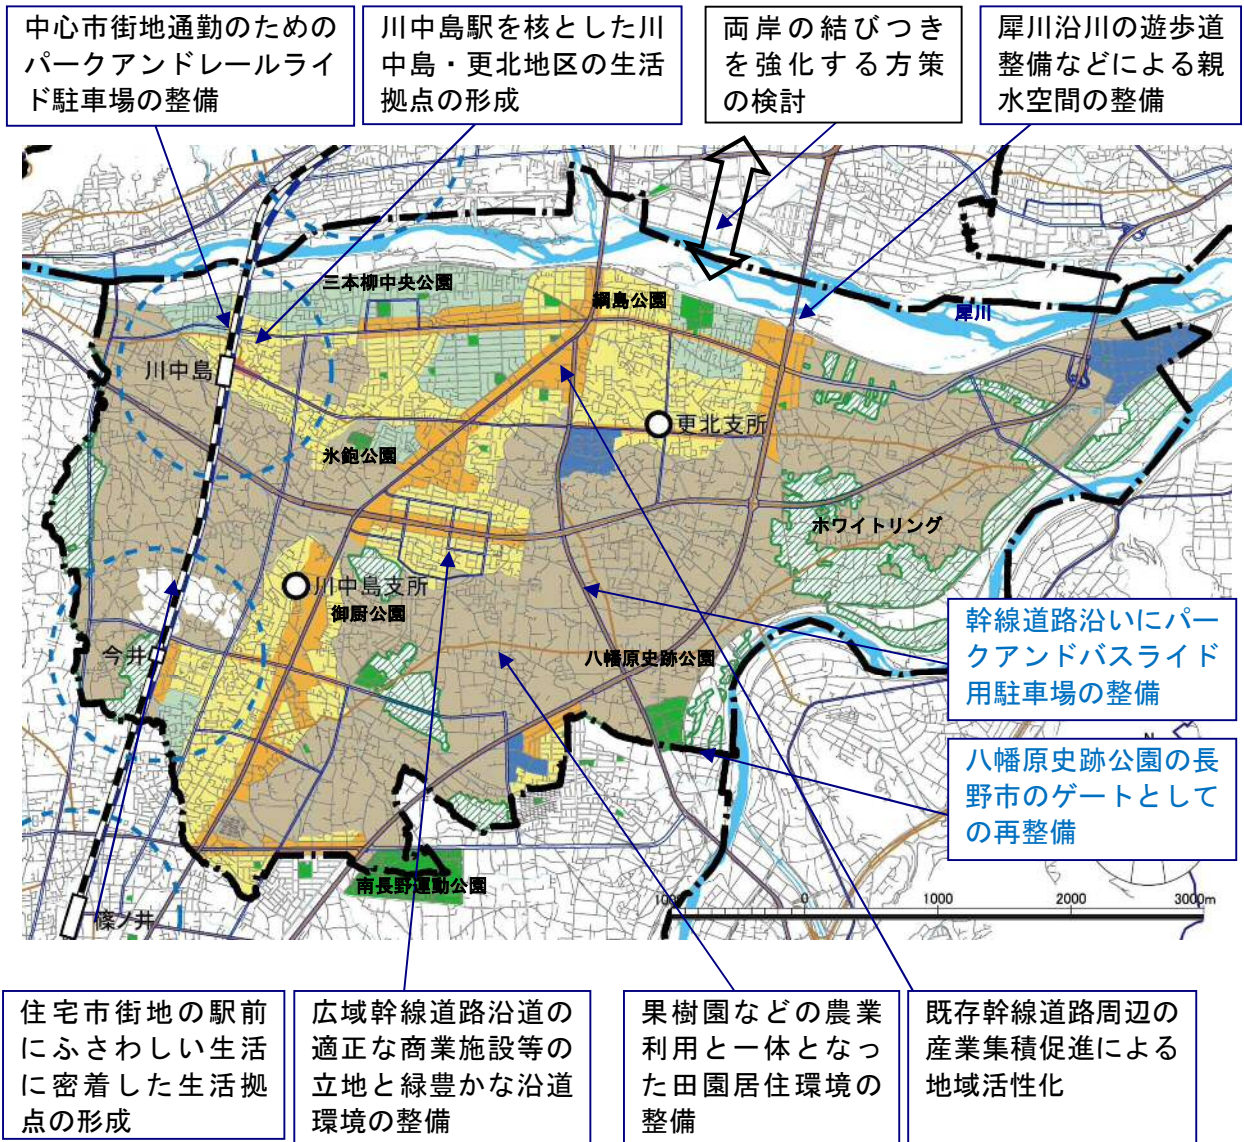 中心市街地通勤のための
パークアンドレールライ
ド駐車場の整備
川中島駅を核とした川
中島・更北地区の生活
拠点の形成
両岸の結びつき
を強化する方策
の検討
犀川沿川の遊歩道
整備などによる親
水空間の整備
三本柳中央公園
綱島公園
犀川
川中島
更北支所
氷鉋公園
ホワイトリング
川中島支所
御厨公園
今井
八幡原史跡公園
幹線道路沿いにパー
クアンドバスライド
用駐車場の整備
N
八幡原史跡公園の長
野市のゲートとして
の再整備
南長野運動公園
篠ノ井
1000 0 1000 2000 3000m
住宅市街地の駅前
にふさわしい生活
に密着した生活拠
点の形成
広域幹線道路沿道の
適正な商業施設等の
立地と緑豊かな沿道
環境の整備
果樹園などの農業
利用と一体となっ
た田園居住環境の
整備
既存幹線道路周辺の
産業集積促進による
地域活性化